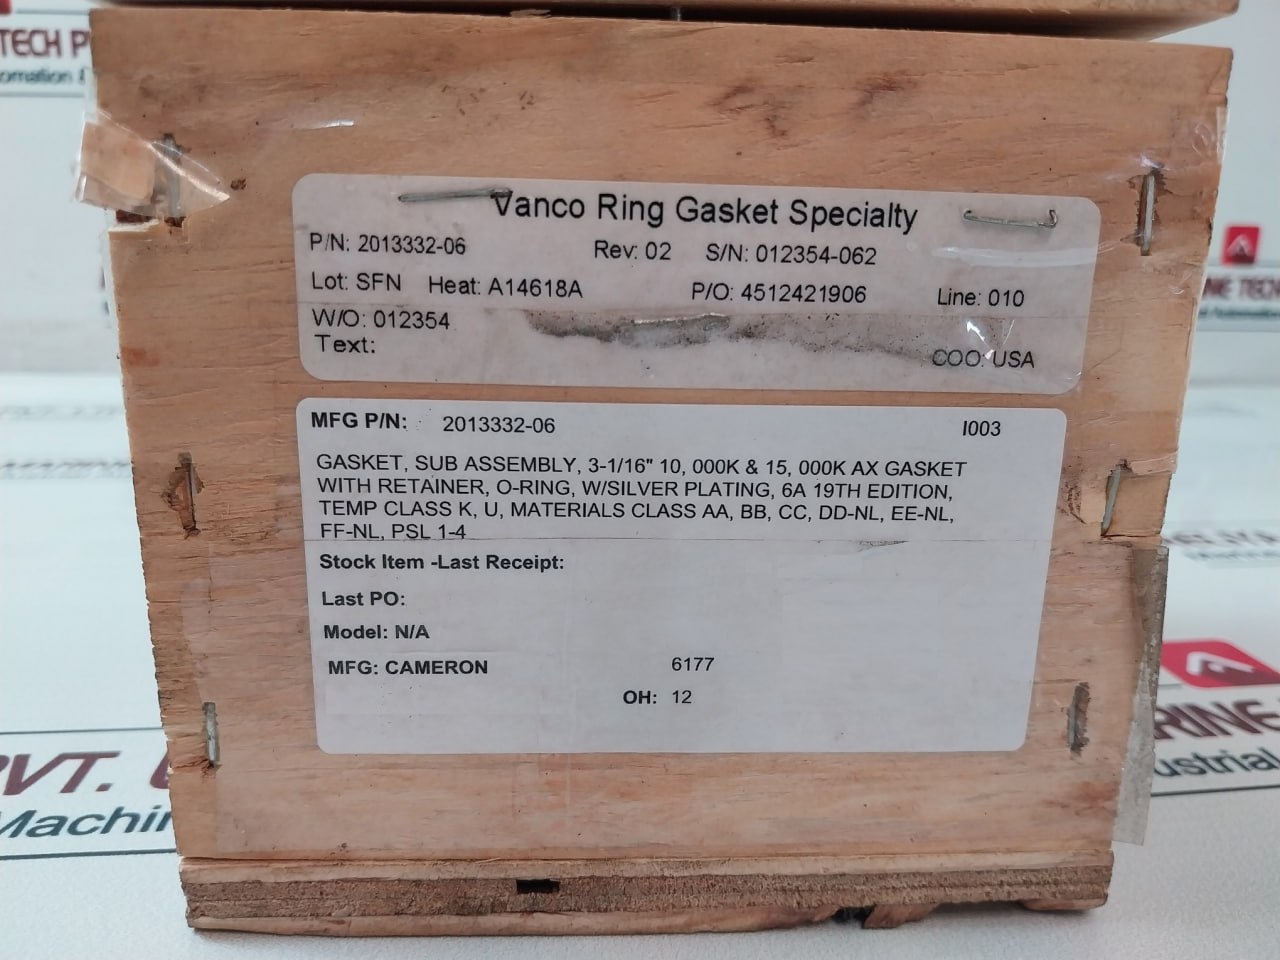 Vanco Ring Gasket Specialty
P/N: 2013332-06 Rev: 02 S/N: 012354-062
Lot: SFN Heat: A14618A P/O: 4512421906 Line: 010
W/O: 012354
Text: COO: USA
MFG P/N: 2013332-06 I003
GASKET, SUB ASSEMBLY, 3-1/16" 10, 000K & 15, 000K AX GASKET
WITH RETAINER, O-RING, W/SILVER PLATING, 6A 19TH EDITION,
TEMP CLASS K, U, MATERIALS CLASS AA, BB, CC, DD-NL, EE-NL,
FF-NL, PSL 1-4
Stock Item -Last Receipt:
Last PO:
Model: N/A
MFG: CAMERON 6177
OH: 12
TECH P
PVT.
Machin